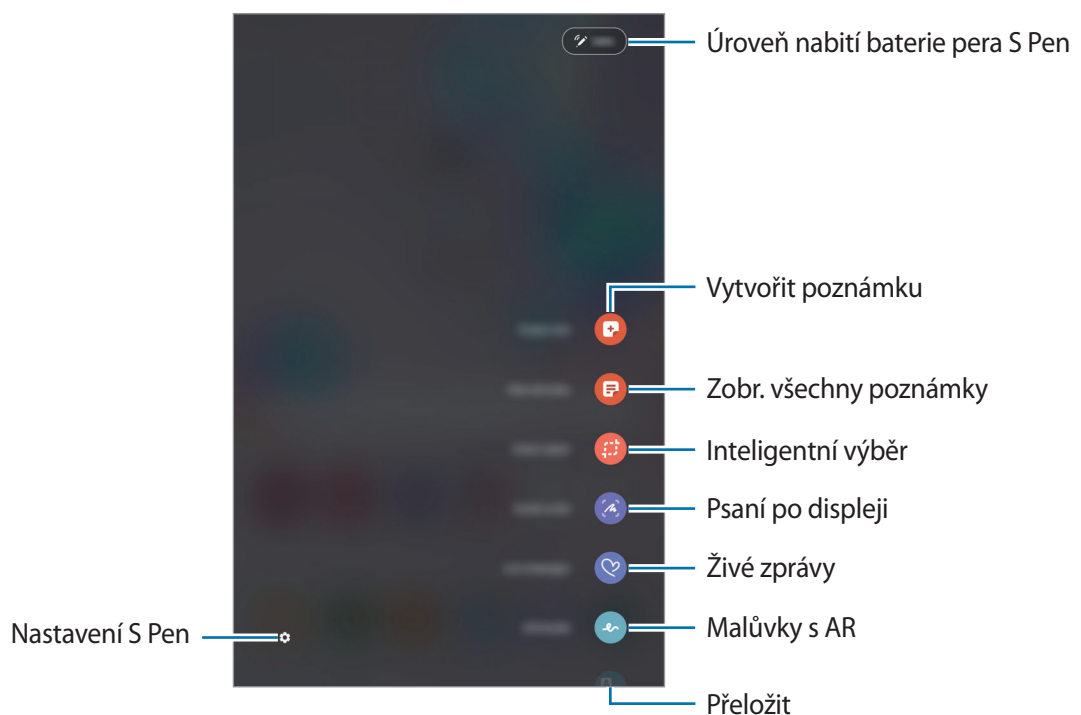 Úroveň nabití baterie pera S Pen
Vytvořit poznámku
Zobr. všechny poznámky
Inteligentní výběr
Psaní po displeji
Živé zprávy
Nastavení S Pen
Malůvky s AR
Přeložit